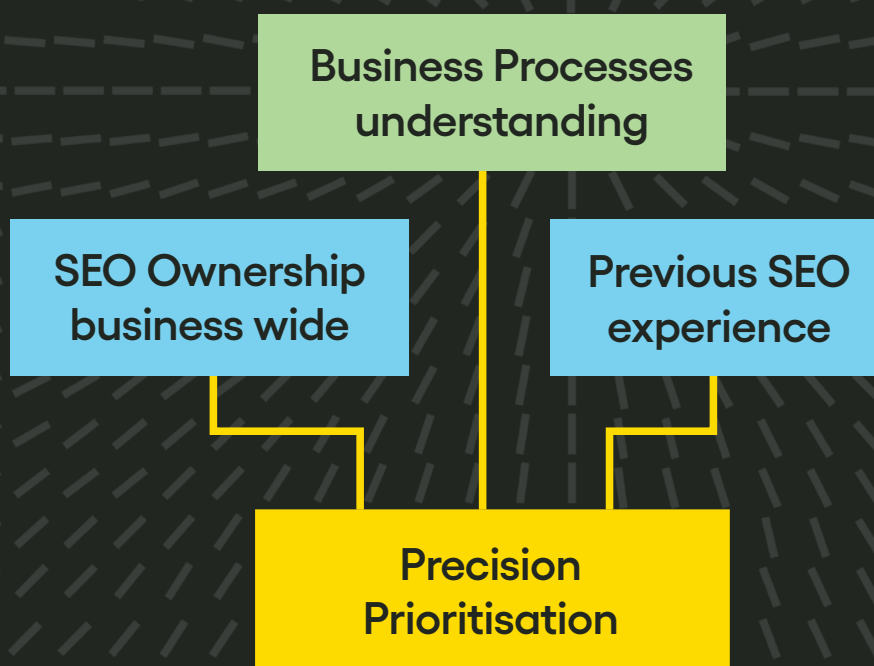 Business Processes
understanding
SEO Ownership
business wide
Previous SEO
experience
Precision
Prioritisation